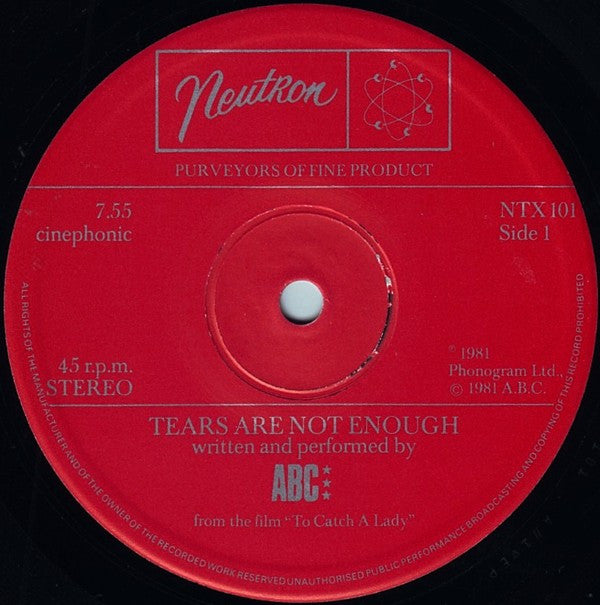 Neutron
PURVEYORS OF FINE PRODUCT
7.55
cinephonic
NTX 101
Side 1
45 r.p.m.
STEREO
℗ 1981
Phonogram Ltd.,
© 1981 A.B.C.
TEARS ARE NOT ENOUGH
written and performed by
ABC
from the film "To Catch A Lady"
ALL RIGHTS OF THE MANUFACTURER AND OF THE OWNER OF THE RECORDED WORK RESERVED UNAUTHORISED PUBLIC PERFORMANCE BROADCASTING AND COPYING OF THIS RECORD PROHIBITED